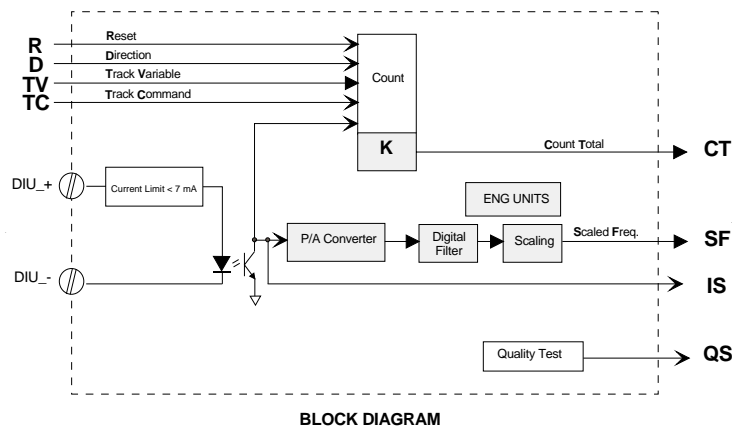 R
Reset
D
Direction
TV
Track Variable
TC
Track Command
Count
K
Count Total
CT
DIU_+
Current Limit < 7 mA
ENG UNITS
P/A Converter
Digital
Filter
Scaling
Scaled Freq.
SF
DIU_-
IS
Quality Test
QS
BLOCK DIAGRAM